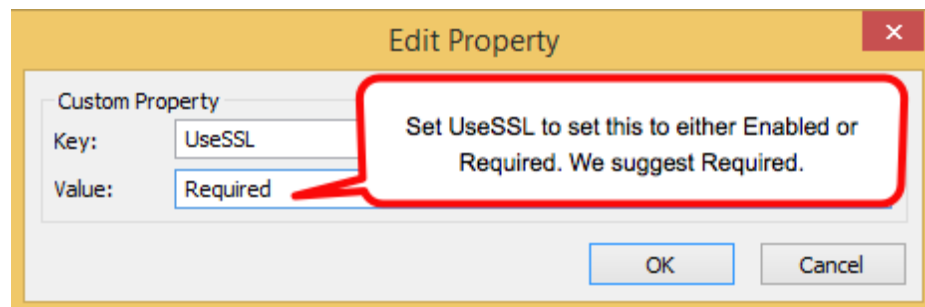 Edit Property
Custom Property
Key: UseSSL
Set UseSSL to set this to either Enabled or
Required. We suggest Required.
Value: Required
OK Cancel